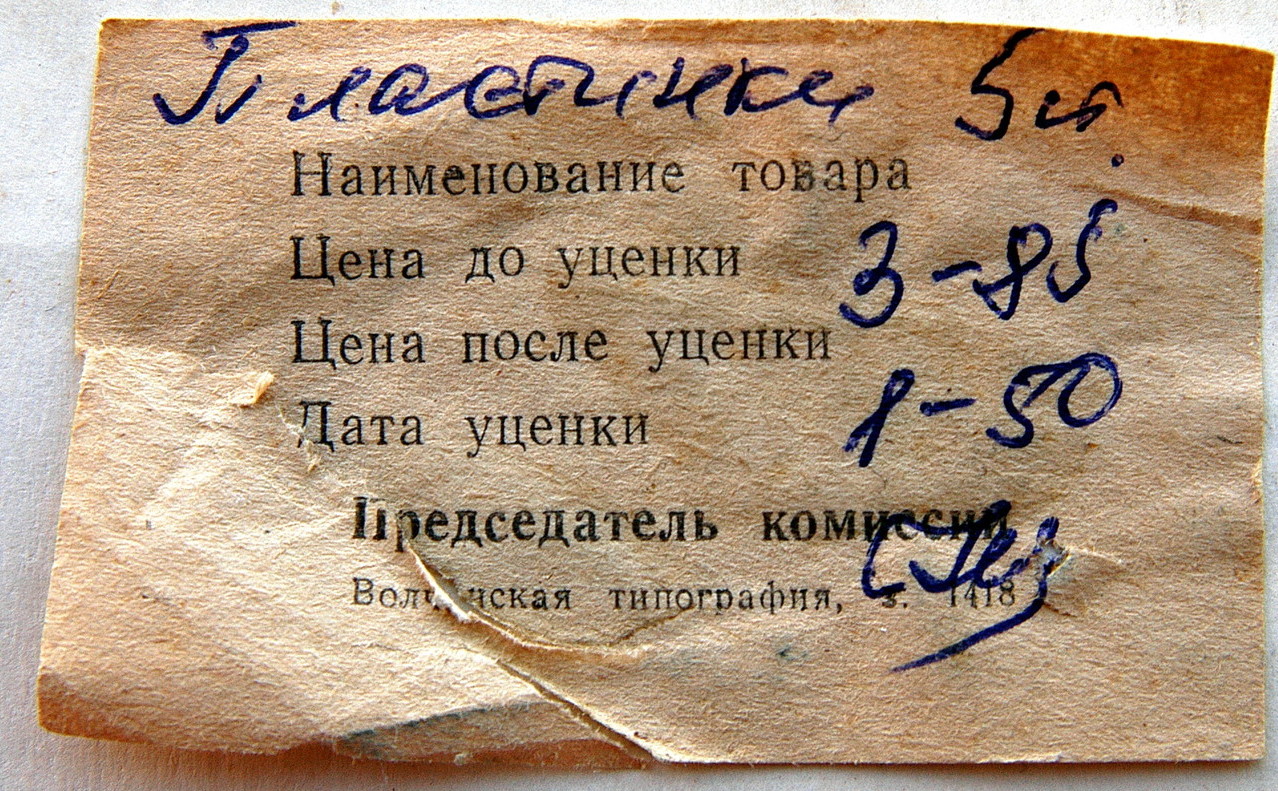 Пластинки
Наименование товара
Цена до уценки 3-85
Цена после уценки
1-50
Дата уценки
Председатель комиссии
типография, з. 1418